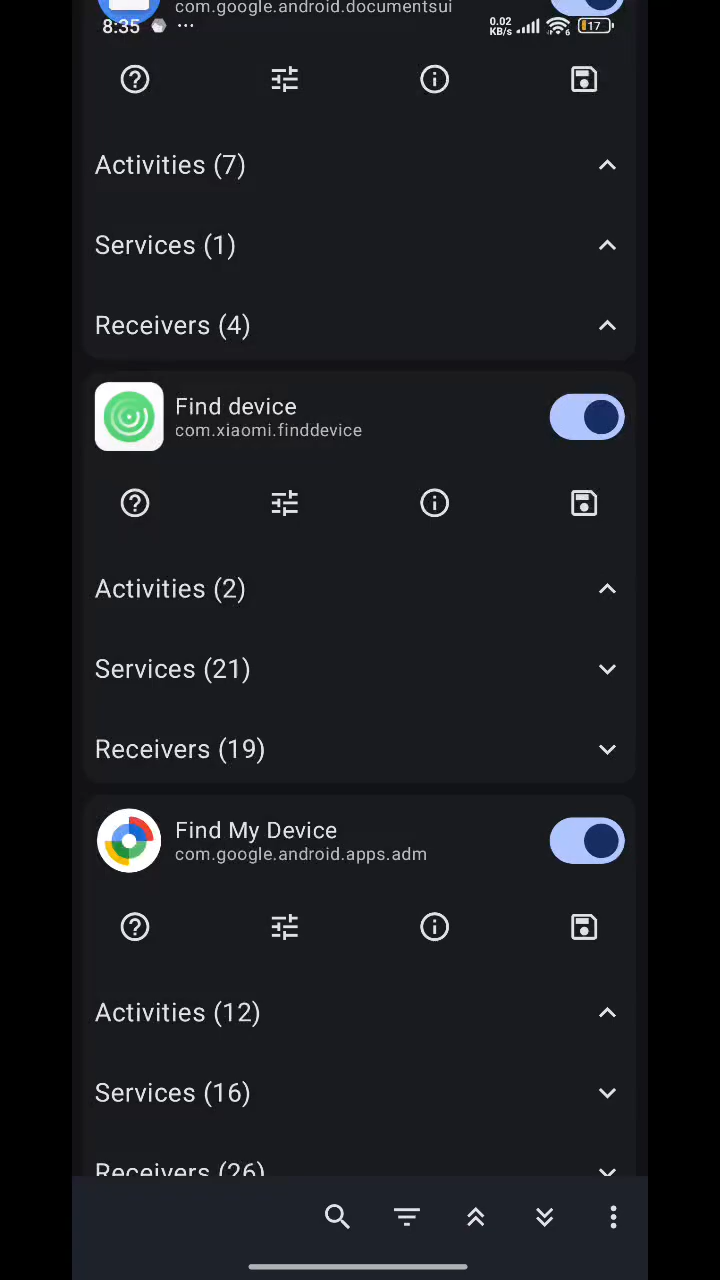 com.google.android.documentsui
8:35 ... 0.02 KB/s 6 17
Activities (7)
Services (1)
Receivers (4)
Find device
com.xiaomi.finddevice
Activities (2)
Services (21)
Receivers (19)
Find My Device
com.google.android.apps.adm
Activities (12)
Services (16)
Receivers (26)